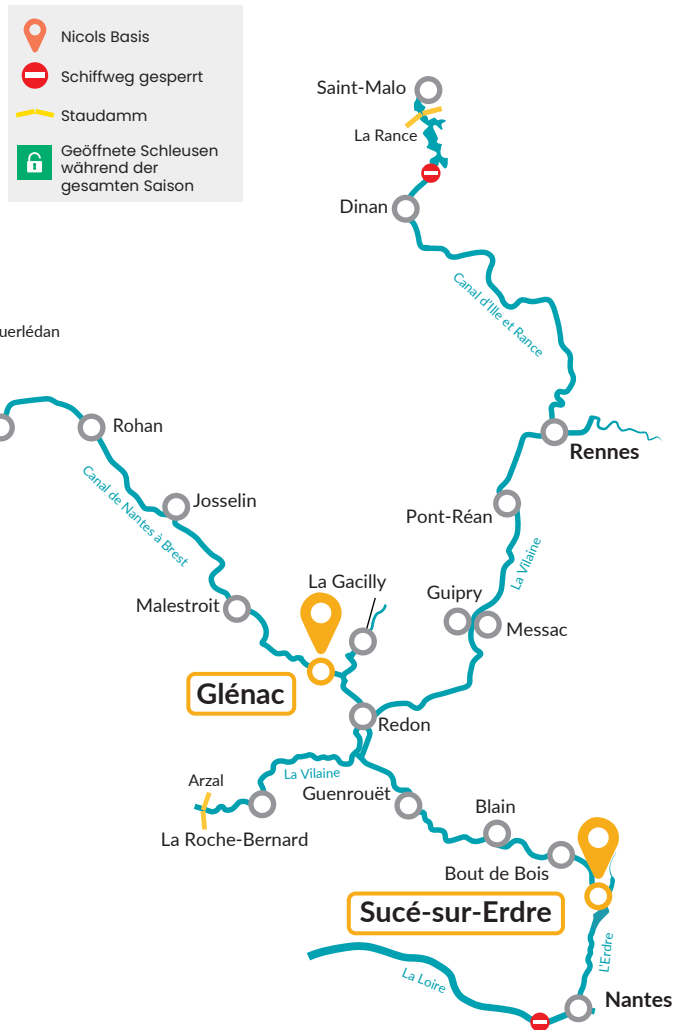 Nicols Basis
Schiffweg gesperrt
Staudamm
Geöffnete Schleusen
während der
gesamten Saison
Saint-Malo
La Rance
Dinan
Canal d'Ille et Rance
uerlédan
Rohan
Rennes
Canal de Nantes à Brest
Josselin
Pont-Réan
La Vilaine
La Gacilly
Guipry
Malestroit
Messac
Glénac
Redon
La Vilaine
Arzal
Guenrouët
Blain
La Roche-Bernard
Bout de Bois
Sucé-sur-Erdre
L'Erdre
La Loire
Nantes